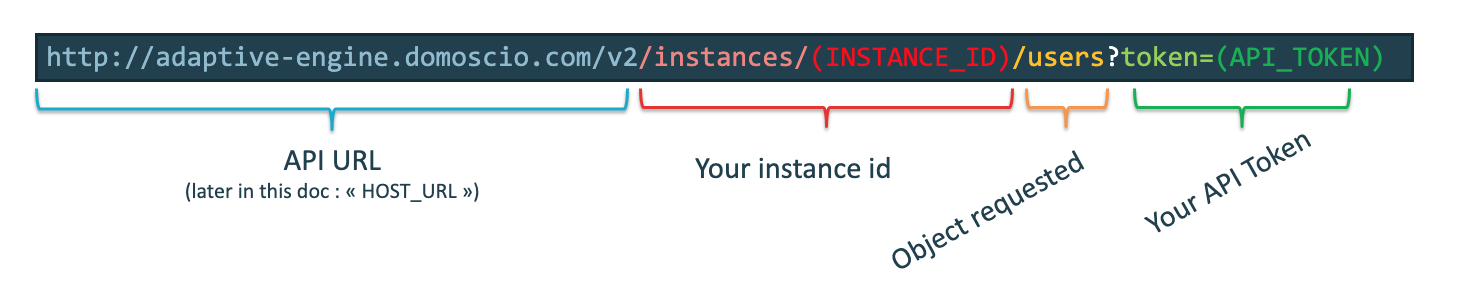 http://adaptive-engine.domoscio.com/v2/instances/(INSTANCE_ID)/users?token=(API_TOKEN)
API URL
(later in this doc : « HOST_URL »)
Your instance id
Object requested
Your API Token